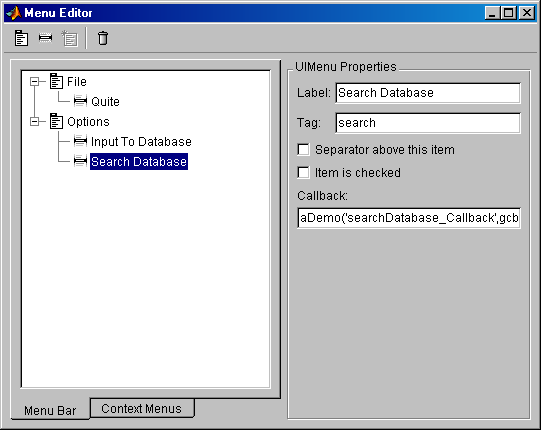 Menu Editor
UIMenu Properties
File
Label: Search Database
Quite
Options
Tag: search
Input To Database
Separator above this item
Search Database
Item is checked
Callback:
aDemo('searchDatabase_Callback',gcb
Menu Bar
Context Menus